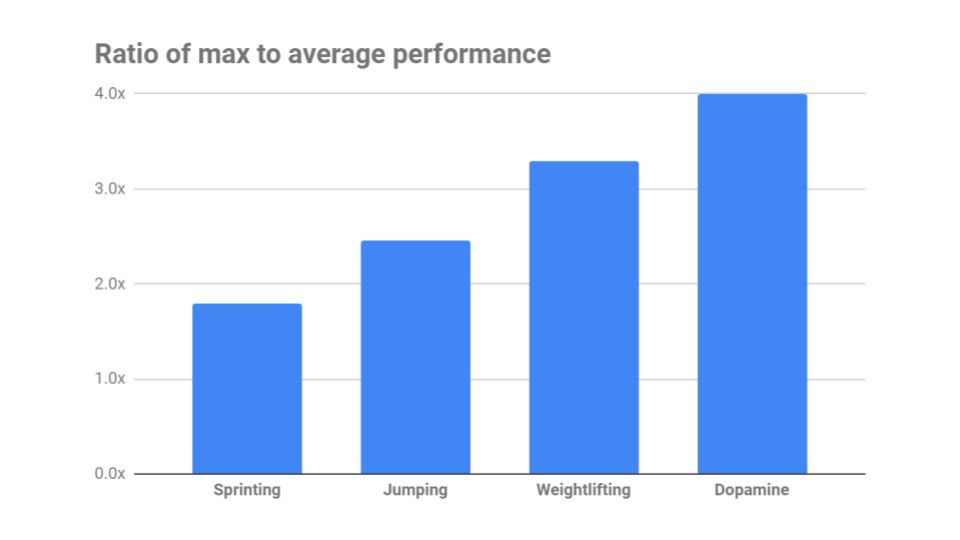 Ratio of max to average performance
4.0x
3.0x
2.0x
1.0x
0.0x
Sprinting Jumping Weightlifting Dopamine